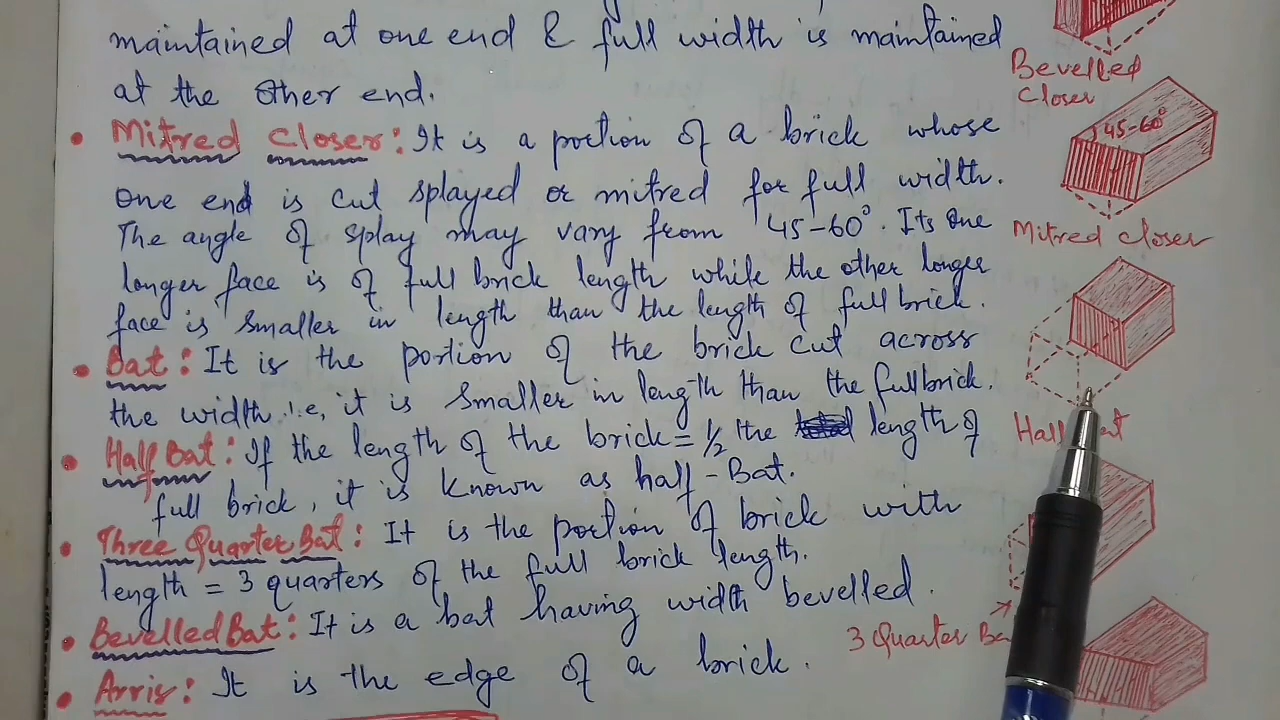 maintained at one end & full width is maintained
at the other end.
Bevelled
Closer
• Mitred Closer: It is a portion of a brick whose
one end is cut splayed or mitred for full width.
The angle of splay may vary from 45-60°. Its one
longer face is of full brick length while the other longer
face is smaller in length than the length of full brick.
45-60°
Mitred Closer
• Bat: It is the portion of the brick cut across
the width i.e, it is smaller in length than the full brick.
• Half Bat: If the length of the brick = 1/2 the length of
full brick, it is known as half-Bat.
Half Bat
• Three Quarter Bat: It is the portion of brick with
length = 3 quarters of the full brick length.
• Bevelled Bat: It is a bat having width bevelled.
3 Quarter Ba
• Arris: It is the edge of a brick.